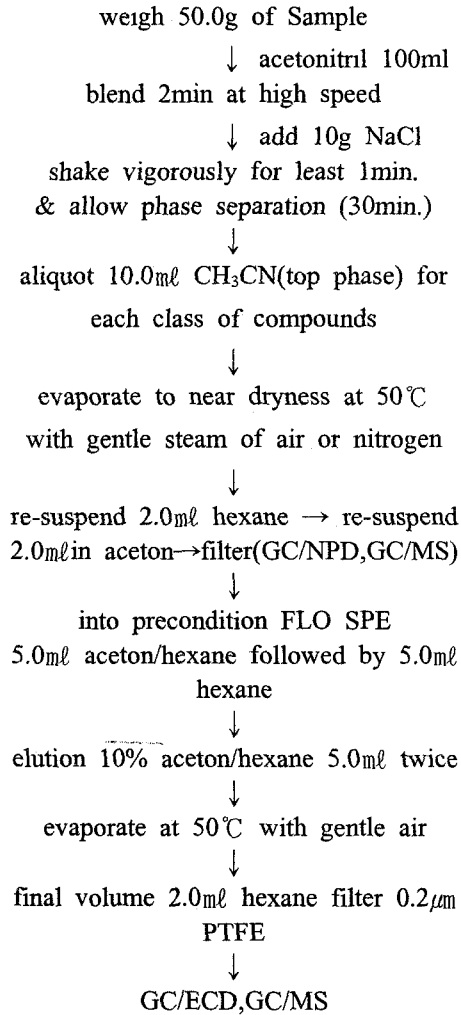 weigh 50.0g of Sample
↓ acetonitril 100ml
blend 2min at high speed
↓ add 10g NaCl
shake vigorously for least 1min.
& allow phase separation (30min.)
↓
aliquot 10.0㎖ CH₃CN(top phase) for
each class of compounds
↓
evaporate to near dryness at 50℃
with gentle steam of air or nitrogen
↓
re-suspend 2.0㎖ hexane → re-suspend
2.0㎖in aceton→filter(GC/NPD,GC/MS)
↓
into precondition FLO SPE
5.0㎖ aceton/hexane followed by 5.0㎖
hexane
↓
elution 10% aceton/hexane 5.0㎖ twice
↓
evaporate at 50℃ with gentle air
↓
final volume 2.0㎖ hexane filter 0.2㎛
PTFE
↓
GC/ECD,GC/MS